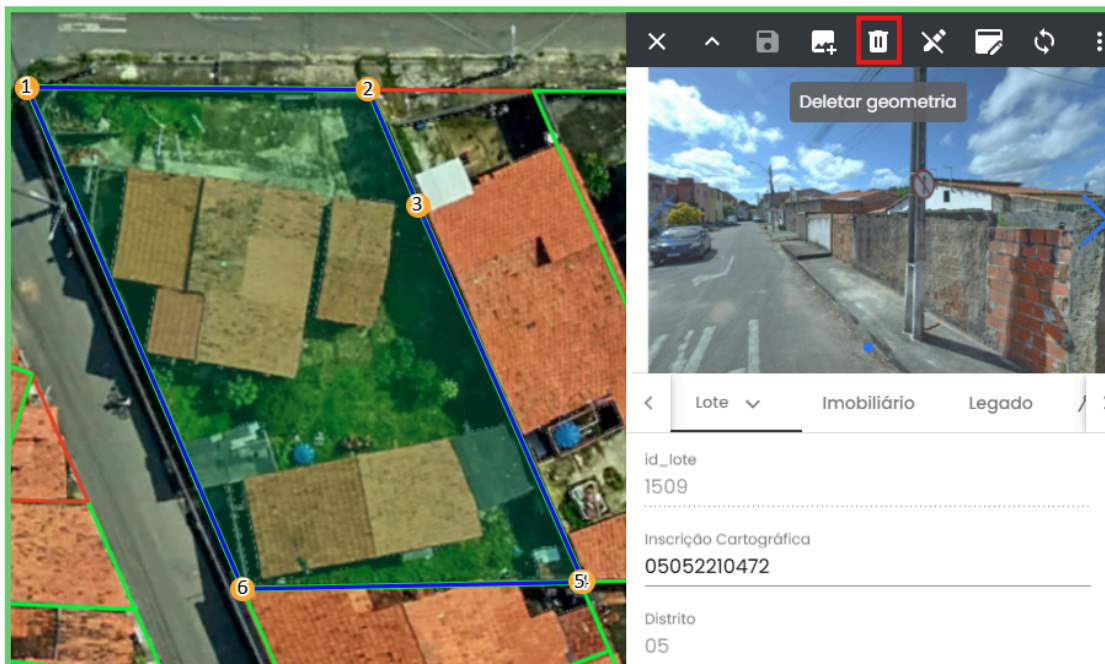 1
2
3
5
6
Deletar geometria
Lote
Imobiliário
Legado
id_lote
1509
Inscrição Cartográfica
05052210472
Distrito
05